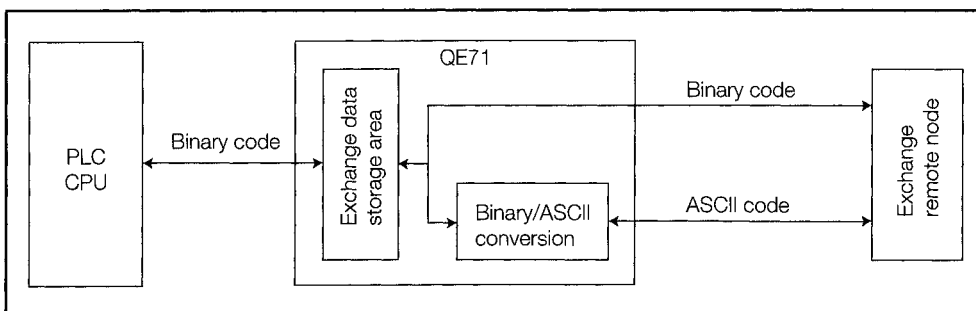 QE71
PLC
CPU
Binary code
Exchange data
storage area
Binary/ASCII
conversion
Binary code
ASCII code
Exchange
remote node